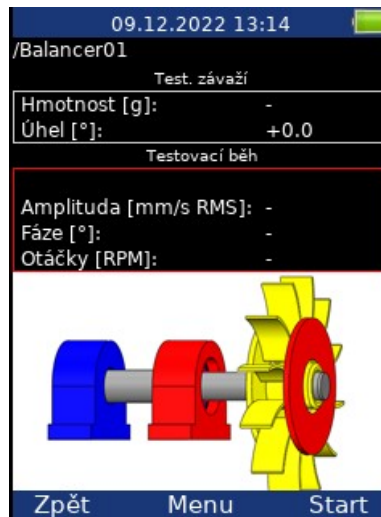 09.12.2022 13:14
/Balancer01
Test. závaží
Hmotnost [g]: -
Úhel [°]: +0.0
Testovací běh
Amplituda [mm/s RMS]: -
Fáze [°]: -
Otáčky [RPM]: -
Zpět Menu Start